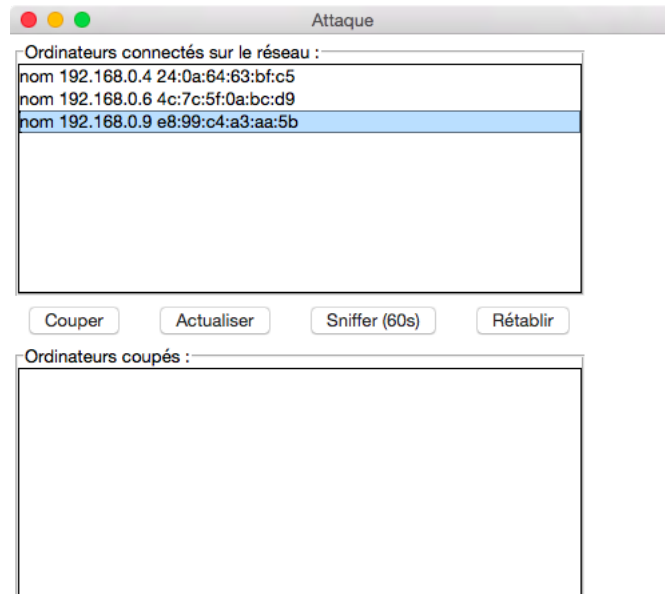 Attaque
Ordinateurs connectés sur le réseau :
nom 192.168.0.4 24:0a:64:63:bf:c5
nom 192.168.0.6 4c:7c:5f:0a:bc:d9
nom 192.168.0.9 e8:99:c4:a3:aa:5b
Couper Actualiser Sniffer (60s) Rétablir
Ordinateurs coupés :